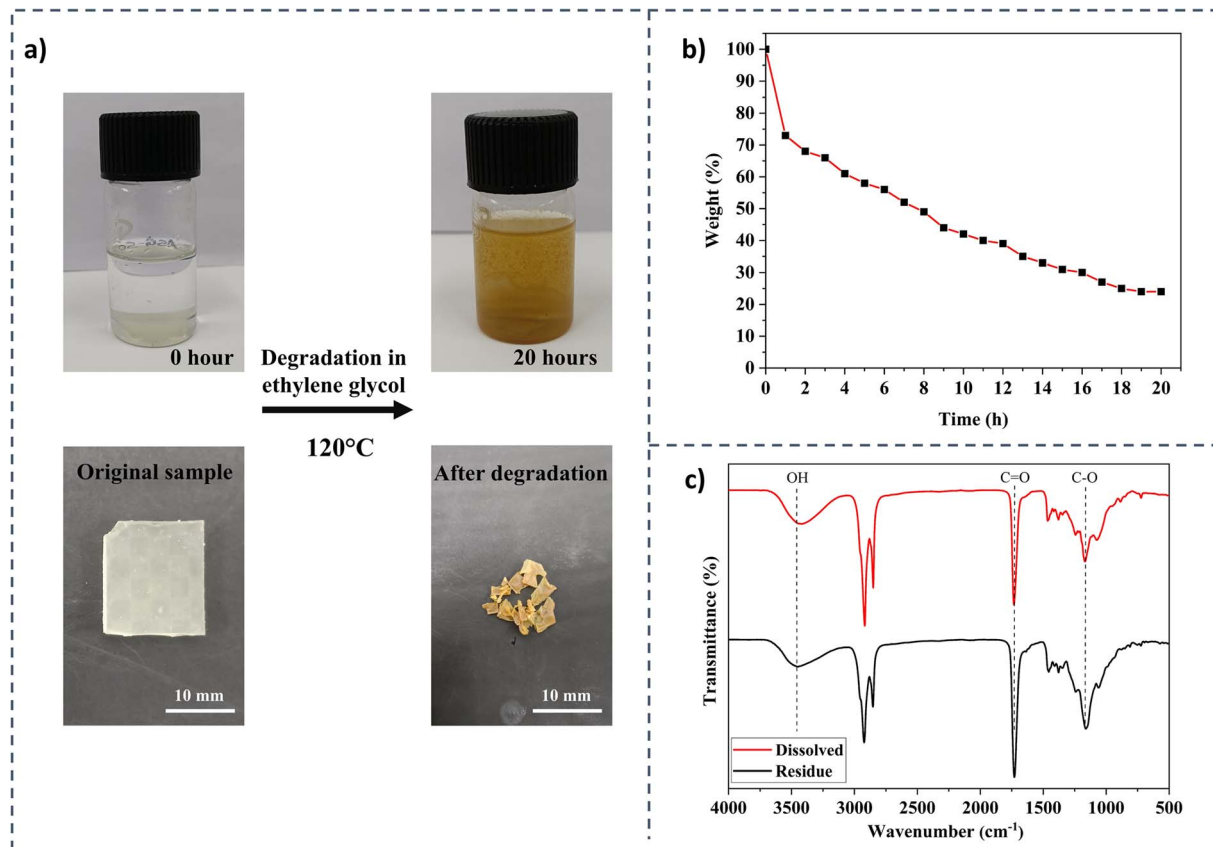 a)
0 hour
Degradation in
ethylene glycol
120°C
20 hours
Original sample
10 mm
After degradation
10 mm
b)
Weight (%)
100
90
80
70
60
50
40
30
20
10
0
0 2 4 6 8 10 12 14 16 18 20
Time (h)
c)
OH
C=O
C-O
Transmittance (%)
Dissolved
Residue
4000 3500 3000 2500 2000 1500 1000 500
Wavenumber (cm⁻¹)